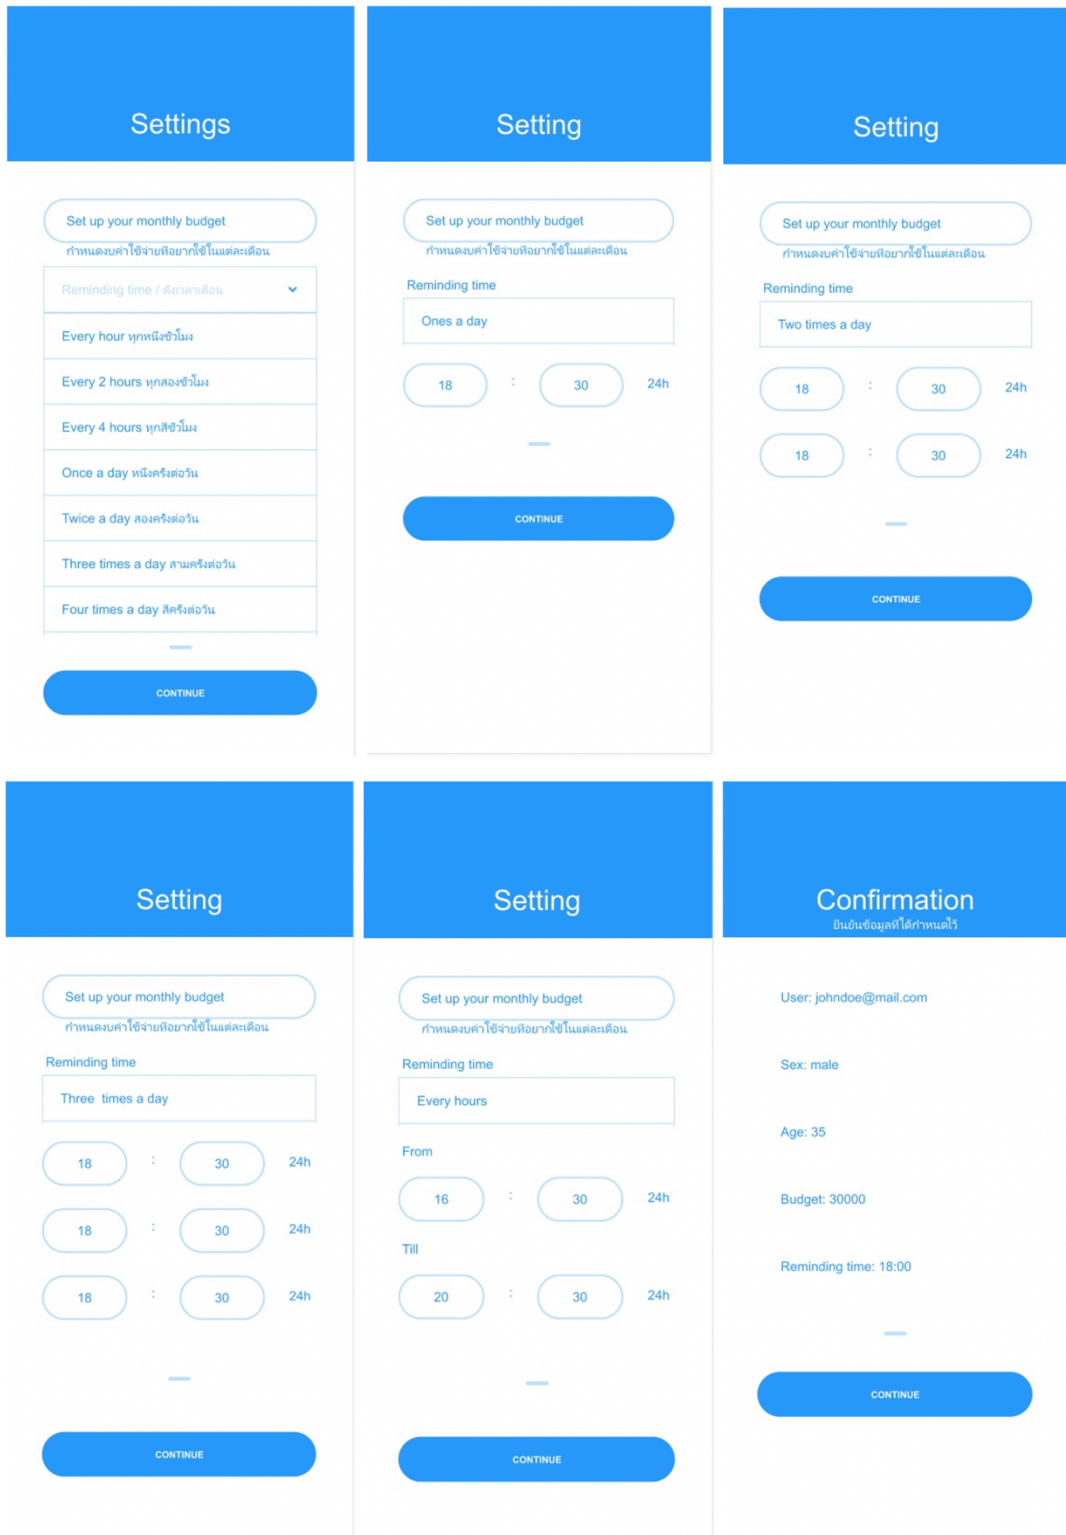 Settings
Set up your monthly budget
กำหนดงบค่าใช้จ่ายที่อยากใช้ในแต่ละเดือน
Reminding time / ตั้งเวลาเตือน
Every hour ทุกหนึ่งชั่วโมง
Every 2 hours ทุกสองชั่วโมง
Every 4 hours ทุกสี่ชั่วโมง
Once a day หนึ่งครั้งต่อวัน
Twice a day สองครั้งต่อวัน
Three times a day สามครั้งต่อวัน
Four times a day สี่ครั้งต่อวัน
CONTINUE
Setting
Set up your monthly budget
กำหนดงบค่าใช้จ่ายที่อยากใช้ในแต่ละเดือน
Reminding time
Ones a day
18 : 30 24h
CONTINUE
Setting
Set up your monthly budget
กำหนดงบค่าใช้จ่ายที่อยากใช้ในแต่ละเดือน
Reminding time
Two times a day
18 : 30 24h
18 : 30 24h
CONTINUE
Setting
Set up your monthly budget
กำหนดงบค่าใช้จ่ายที่อยากใช้ในแต่ละเดือน
Reminding time
Three times a day
18 : 30 24h
18 : 30 24h
18 : 30 24h
CONTINUE
Setting
Set up your monthly budget
กำหนดงบค่าใช้จ่ายที่อยากใช้ในแต่ละเดือน
Reminding time
Every hours
From
16 : 30 24h
Till
20 : 30 24h
CONTINUE
Confirmation
ยืนยันข้อมูลที่ได้กำหนดไว้
User: johndoe@mail.com
Sex: male
Age: 35
Budget: 30000
Reminding time: 18:00
CONTINUE